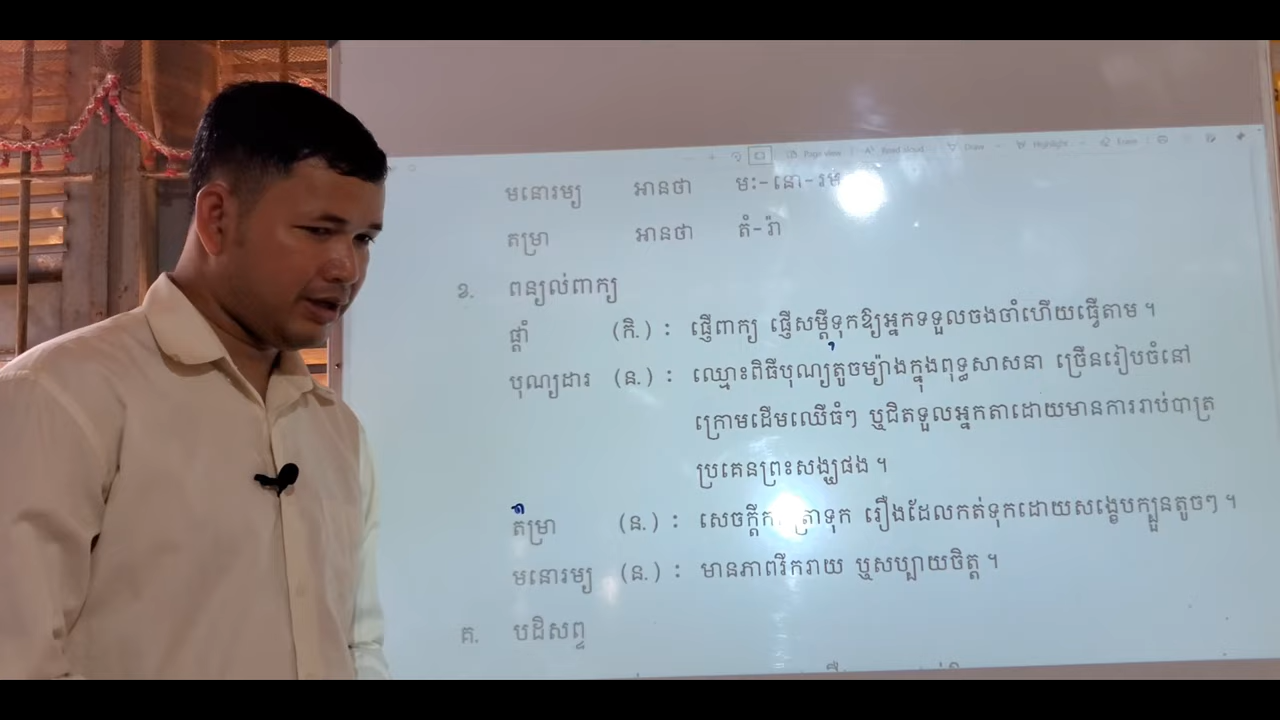 Page view Read aloud Draw Highlight Erase
មនោរម្យ អានថា មៈ-នោ-រម
តម្រា អានថា តំ-រ៉ា
ខ. ពន្យល់ពាក្យ
ផ្ដាំ (កិ.) : ផ្ញើពាក្យ ផ្ញើសម្ដីទុកឱ្យអ្នកទទួលចងចាំហើយធ្វើតាម ។
បុណ្យដារ (ន.) : ឈ្មោះពិធីបុណ្យតូចម៉្យាងក្នុងពុទ្ធសាសនា ច្រើនរៀបចំនៅ
ក្រោមដើមឈើធំៗ ឬជិតទួលអ្នកតាដោយមានការរាប់បាត្រ
ប្រគេនព្រះសង្ឃផង ។
តម្រា (ន.) : សេចក្ដីក ត្រាទុក រឿងដែលកត់ទុកដោយសង្ខេបក្បួនតូចៗ ។
មនោរម្យ (ន.) : មានភាពរីករាយ ឬសប្បាយចិត្ត ។
គ. បដិសព្ទ